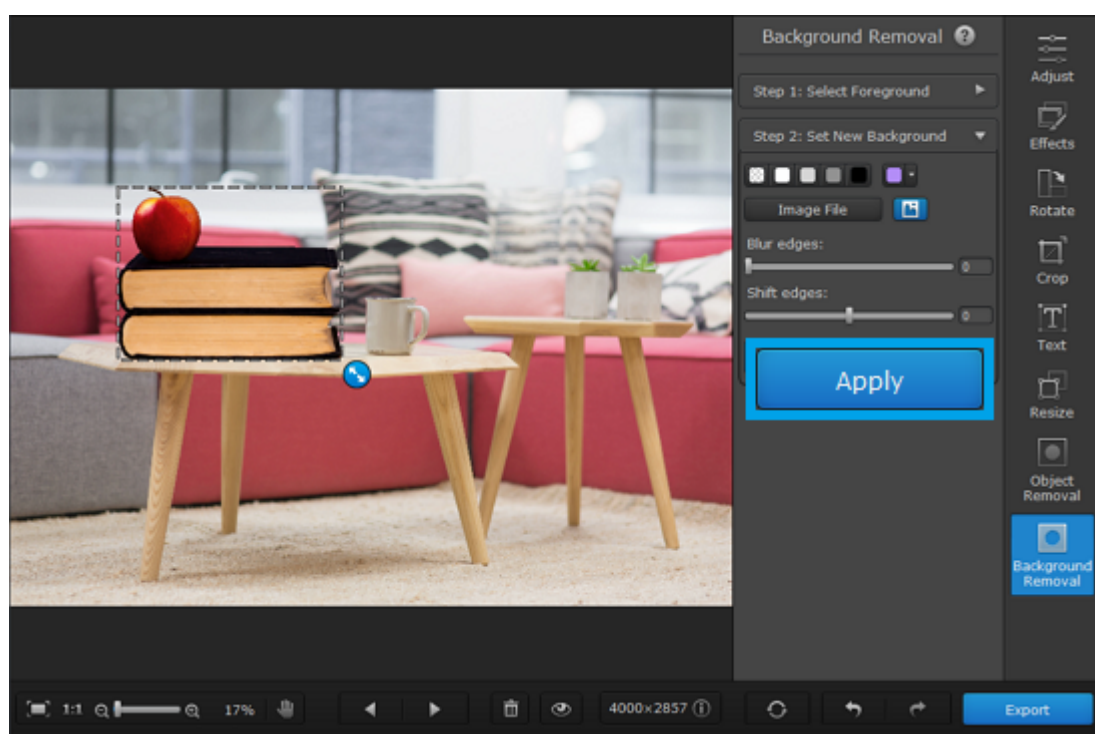 Background Removal ?
Step 1: Select Foreground
Step 2: Set New Background
Image File
Blur edges:
0
Shift edges:
0
Apply
Adjust
Effects
Rotate
Crop
T
Text
Resize
Object
Removal
Background
Removal
1:1
17%
4000×2857
Export